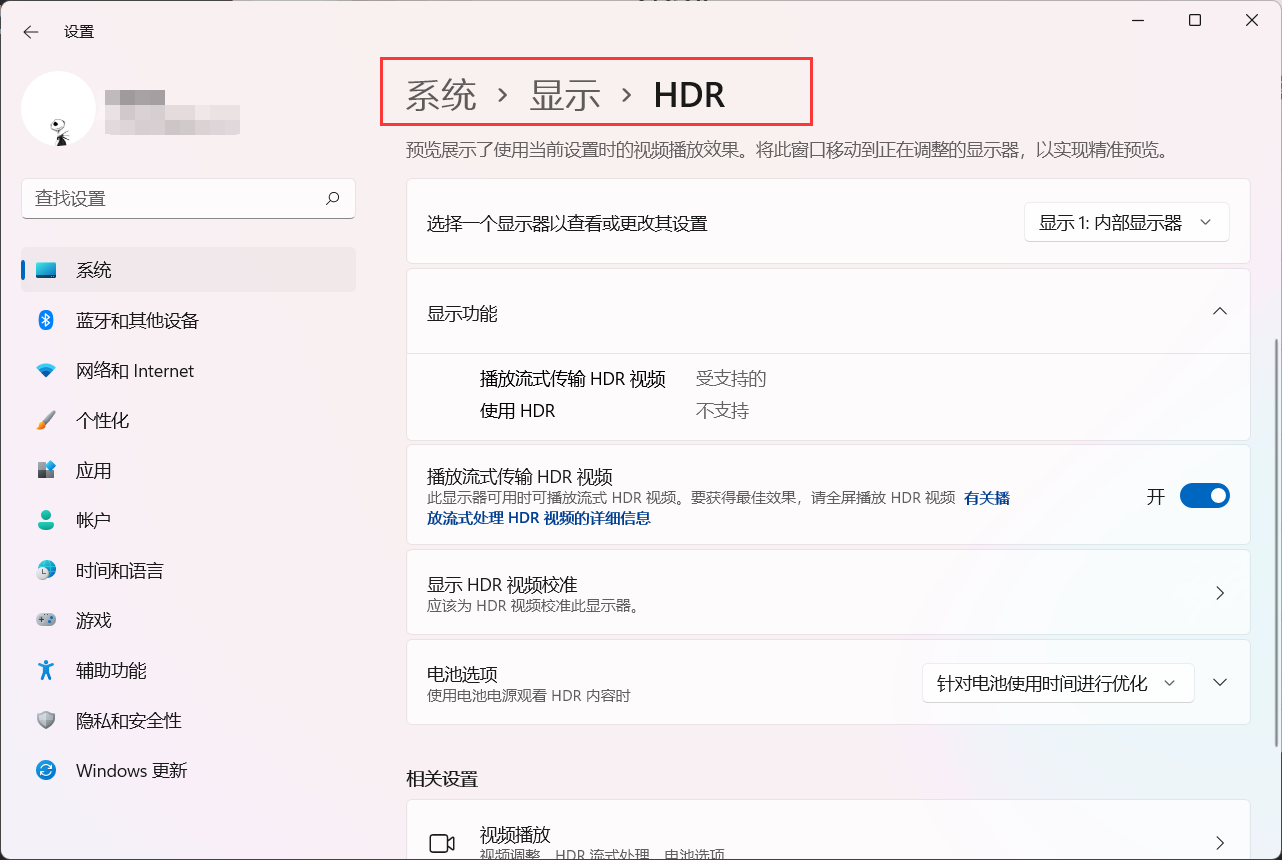 设置
系统 > 显示 > HDR
预览展示了使用当前设置时的视频播放效果。将此窗口移动到正在调整的显示器，以实现精准预览。
查找设置
选择一个显示器以查看或更改其设置
显示 1: 内部显示器
系统
蓝牙和其他设备
网络和 Internet
个性化
应用
帐户
时间和语言
游戏
辅助功能
隐私和安全性
Windows 更新
显示功能
播放流式传输 HDR 视频 受支持的
使用 HDR 不支持
播放流式传输 HDR 视频
此显示器可用时可播放流式 HDR 视频。要获得最佳效果，请全屏播放 HDR 视频 有关播
放流式处理 HDR 视频的详细信息
开
显示 HDR 视频校准
应该为 HDR 视频校准此显示器。
电池选项
使用电池电源观看 HDR 内容时
针对电池使用时间进行优化
相关设置
视频播放
视频调整、HDR 流式处理、电池选项